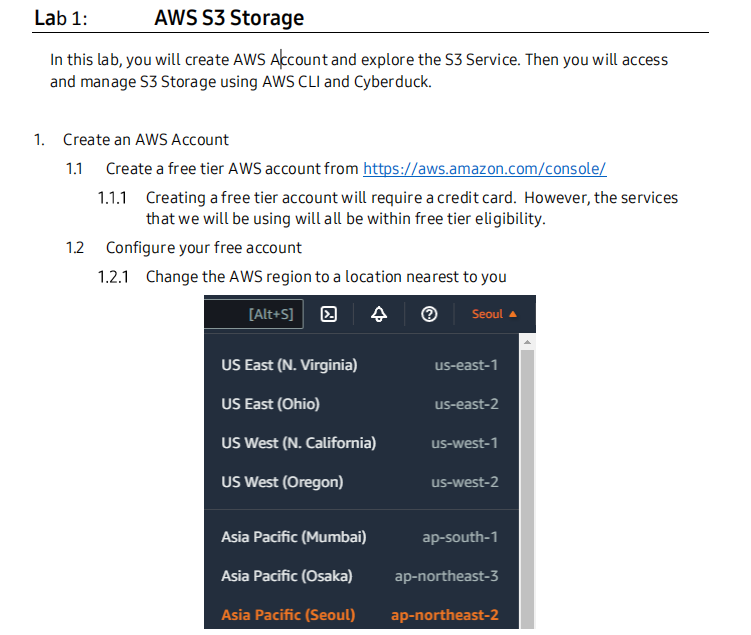 Lab 1: AWS S3 Storage
In this lab, you will create AWS Account and explore the S3 Service. Then you will access
and manage S3 Storage using AWS CLI and Cyberduck.
1. Create an AWS Account
1.1 Create a free tier AWS account from https://aws.amazon.com/console/
1.1.1 Creating a free tier account will require a credit card. However, the services
that we will be using will all be within free tier eligibility.
1.2 Configure your free account
1.2.1 Change the AWS region to a location nearest to you
[Alt+S] Seoul
US East (N. Virginia) us-east-1
US East (Ohio) us-east-2
US West (N. California) us-west-1
US West (Oregon) us-west-2
Asia Pacific (Mumbai) ap-south-1
Asia Pacific (Osaka) ap-northeast-3
Asia Pacific (Seoul) ap-northeast-2